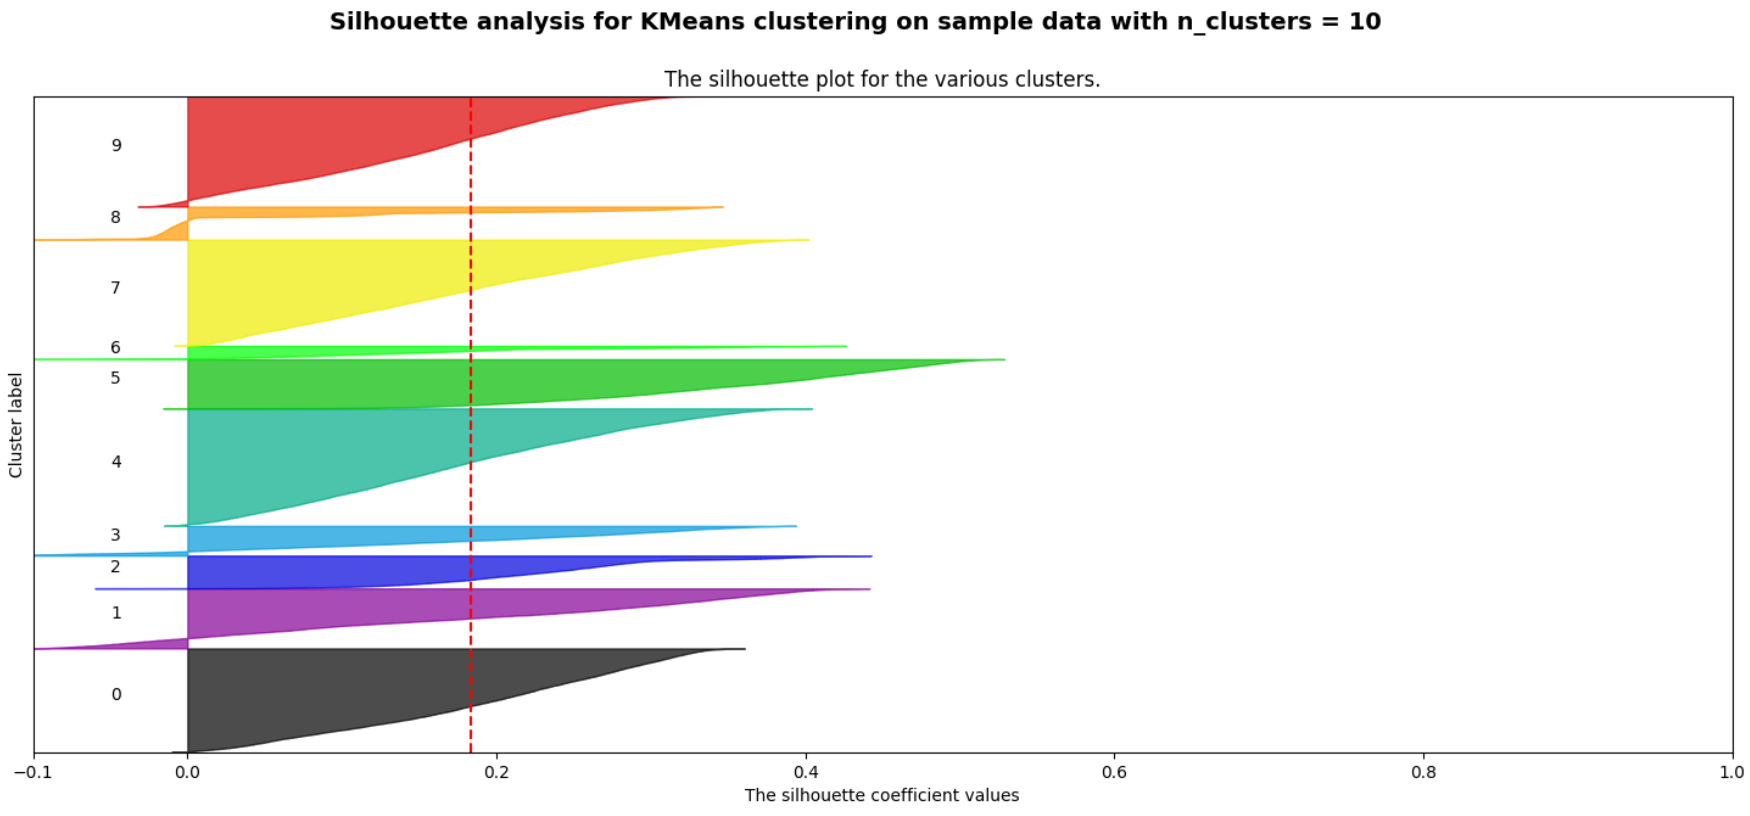 Silhouette analysis for KMeans clustering on sample data with n_clusters = 10
The silhouette plot for the various clusters.
9
8
7
6
5
4
3
2
1
0
Cluster label
−0.1 0.0 0.2 0.4 0.6 0.8 1.0
The silhouette coefficient values